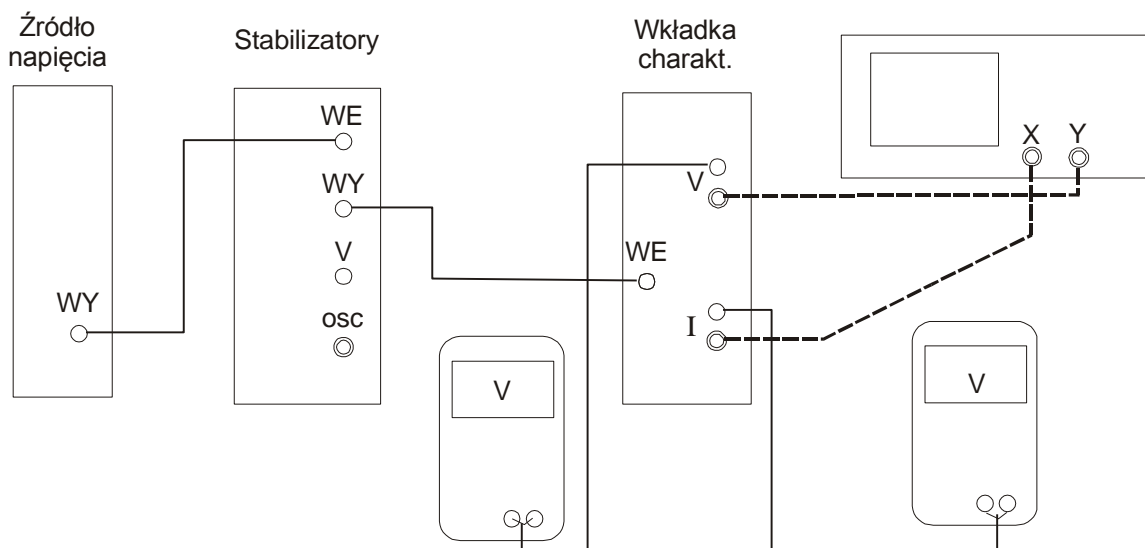 Źródło
napięcia
Stabilizatory
Wkładka
charakt.
WE
WY
V
osc
WY
V
WE
I
X Y
V
V